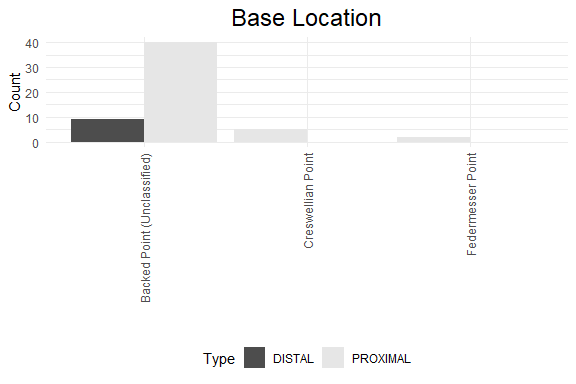 Base Location
Count
40
30
20
10
0
Backed Point (Unclassified)
Creswellian Point
Federmesser Point
Type DISTAL PROXIMAL